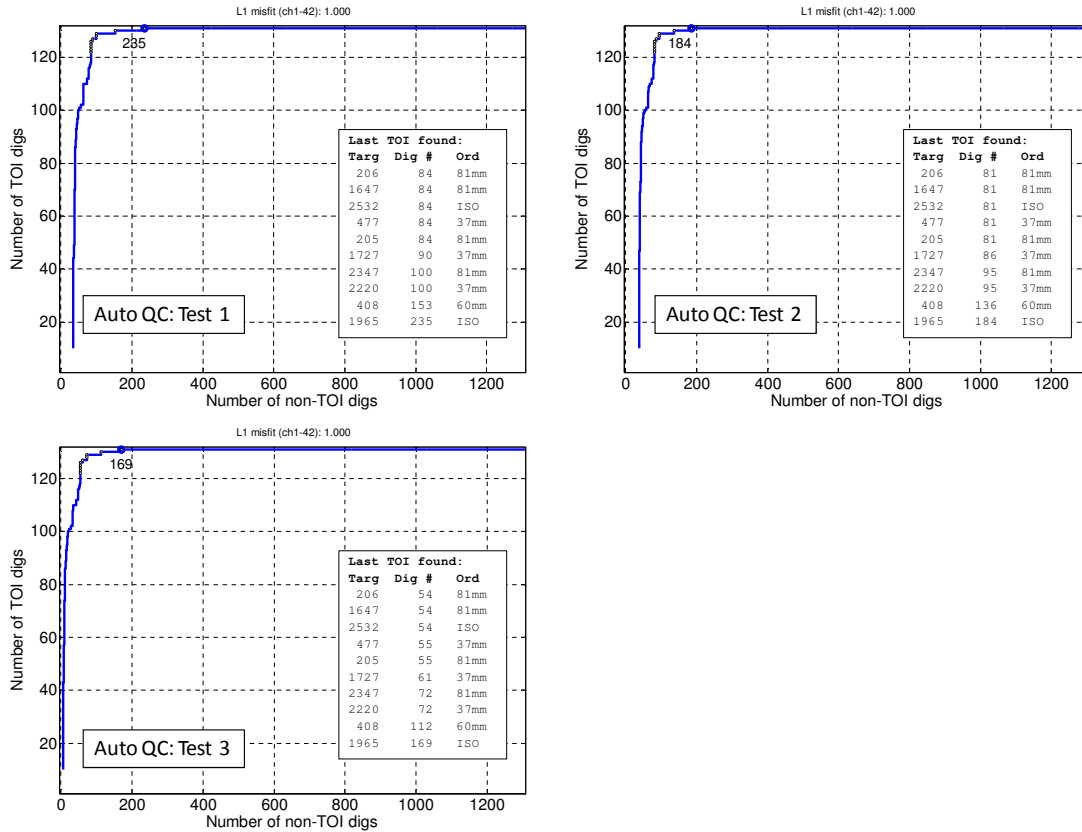 L1 misfit (ch1-42): 1.000
235
120
100
80
60
40
20
Number of TOI digs
Last TOI found:
Targ Dig # Ord
206 84 81mm
1647 84 81mm
2532 84 ISO
477 84 37mm
205 84 81mm
1727 90 37mm
2347 100 81mm
2220 100 37mm
408 153 60mm
1965 235 ISO
Auto QC: Test 1
0 200 400 600 800 1000 1200
Number of non-TOI digs
L1 misfit (ch1-42): 1.000
184
120
100
80
60
40
20
Number of TOI digs
Last TOI found:
Targ Dig # Ord
206 81 81mm
1647 81 81mm
2532 81 ISO
477 81 37mm
205 81 81mm
1727 86 37mm
2347 95 81mm
2220 95 37mm
408 136 60mm
1965 184 ISO
Auto QC: Test 2
0 200 400 600 800 1000 1200
Number of non-TOI digs
L1 misfit (ch1-42): 1.000
169
120
100
80
60
40
20
Number of TOI digs
Last TOI found:
Targ Dig # Ord
206 54 81mm
1647 54 81mm
2532 54 ISO
477 55 37mm
205 55 81mm
1727 61 37mm
2347 72 81mm
2220 72 37mm
408 112 60mm
1965 169 ISO
Auto QC: Test 3
0 200 400 600 800 1000 1200
Number of non-TOI digs